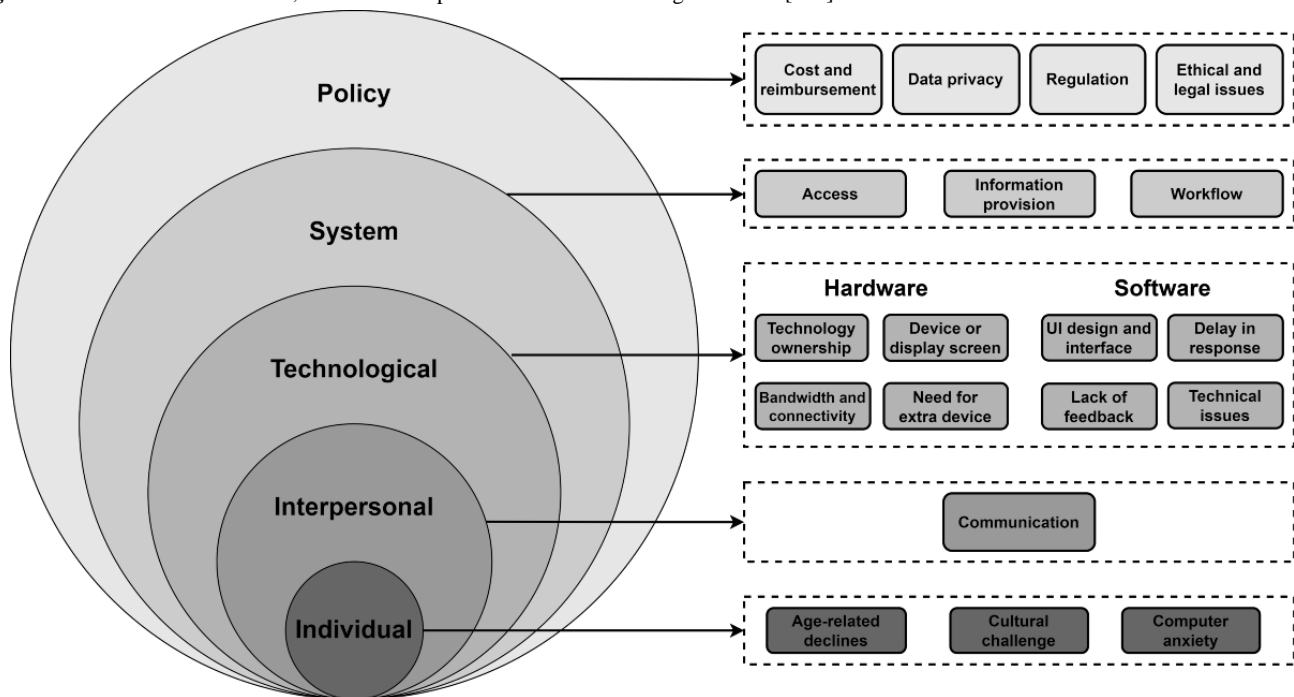 Policy
System
Technological
Interpersonal
Individual
Cost and
reimbursement
Data privacy
Regulation
Ethical and
legal issues
Access
Information
provision
Workflow
Hardware
Software
Technology
ownership
Device or
display screen
UI design and
interface
Delay in
response
Bandwidth and
connectivity
Need for
extra device
Lack of
feedback
Technical
issues
Communication
Age-related
declines
Cultural
challenge
Computer
anxiety